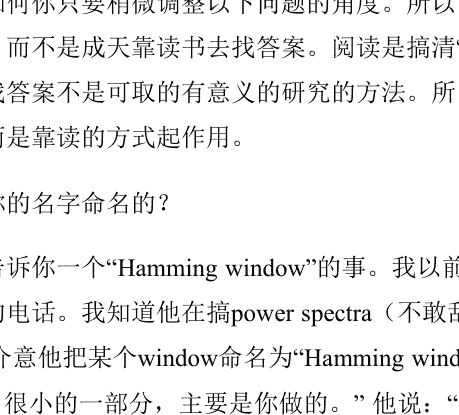 如何你只要稍微调整以下问题的角度。所以
而不是成天靠读书去找答案。阅读是搞清“
找答案不是可取的有意义的研究的方法。所
而是靠读的方式起作用。
你的名字命名的？
告诉你一个“Hamming window”的事。我以前
的电话。我知道他在搞power spectra（不敢
介意他把某个window命名为“Hamming wind
很小的一部分，主要是你做的。” 他说：“